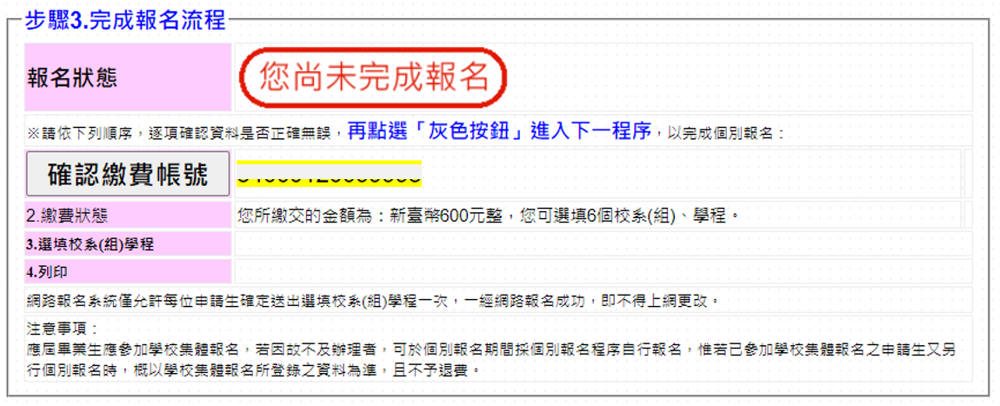 步驟3.完成報名流程
報名狀態
您尚未完成報名
※請依下列順序，逐項確認資料是否正確無誤，再點選「灰色按鈕」進入下一程序，以完成個別報名：
確認繳費帳號
2.繳費狀態
您所繳交的金額為：新臺幣600元整，您可選填6個校系(組)、學程。
3.選填校系(組)學程
4.列印
網路報名系統僅允許每位申請生確定送出選填校系(組)學程一次，一經網路報名成功，即不得上網更改。
注意事項：
應屆畢業生應參加學校集體報名，若因故不及辦理者，可於個別報名期間採個別報名程序自行報名，惟若已參加學校集體報名之申請生又另
行個別報名時，概以學校集體報名所登錄之資料為準，且不予退費。